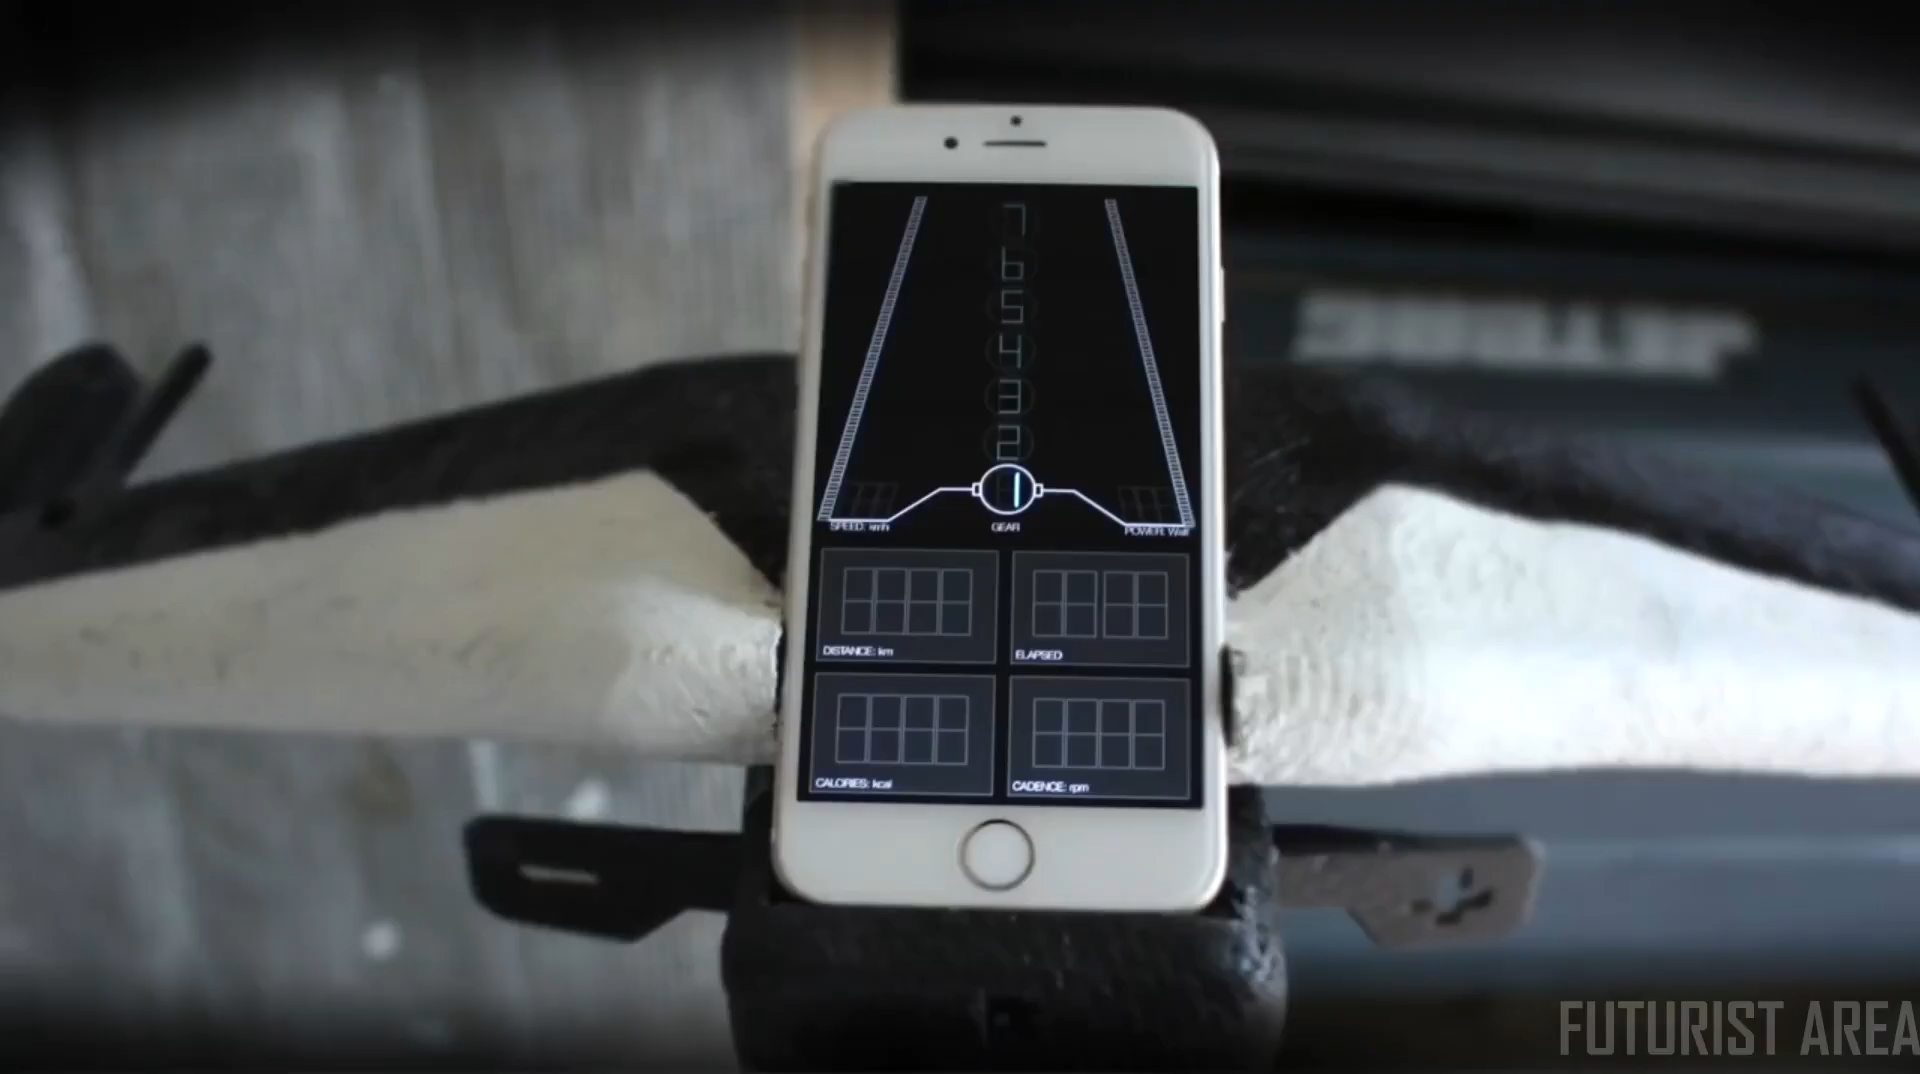 7
6
5
4
3
2
1
SPEED: kmh
GEAR
POWER: Watt
DISTANCE: km
ELAPSED
CALORIES: kcal
CADENCE: rpm
FUTURIST AREA